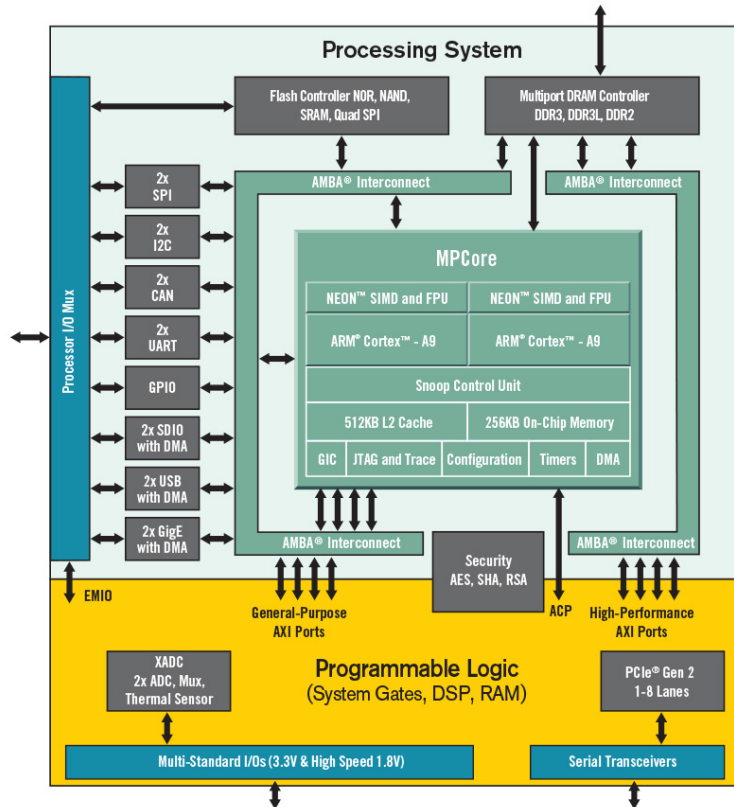 Processing System
Flash Controller NOR, NAND,
SRAM, Quad SPI
Multiport DRAM Controller
DDR3, DDR3L, DDR2
Processor I/O Mux
2x
SPI
2x
I2C
2x
CAN
2x
UART
GPIO
2x SDIO
with DMA
2x USB
with DMA
2x GigE
with DMA
AMBA® Interconnect
AMBA® Interconnect
MPCore
NEON™ SIMD and FPU
NEON™ SIMD and FPU
ARM® Cortex™ - A9
ARM® Cortex™ - A9
Snoop Control Unit
512KB L2 Cache
256KB On-Chip Memory
GIC
JTAG and Trace
Configuration
Timers
DMA
AMBA® Interconnect
AMBA® Interconnect
Security
AES, SHA, RSA
EMIO
General-Purpose
AXI Ports
ACP
High-Performance
AXI Ports
XADC
2x ADC, Mux,
Thermal Sensor
Programmable Logic
(System Gates, DSP, RAM)
PCIe® Gen 2
1-8 Lanes
Multi-Standard I/Os (3.3V & High Speed 1.8V)
Serial Transceivers